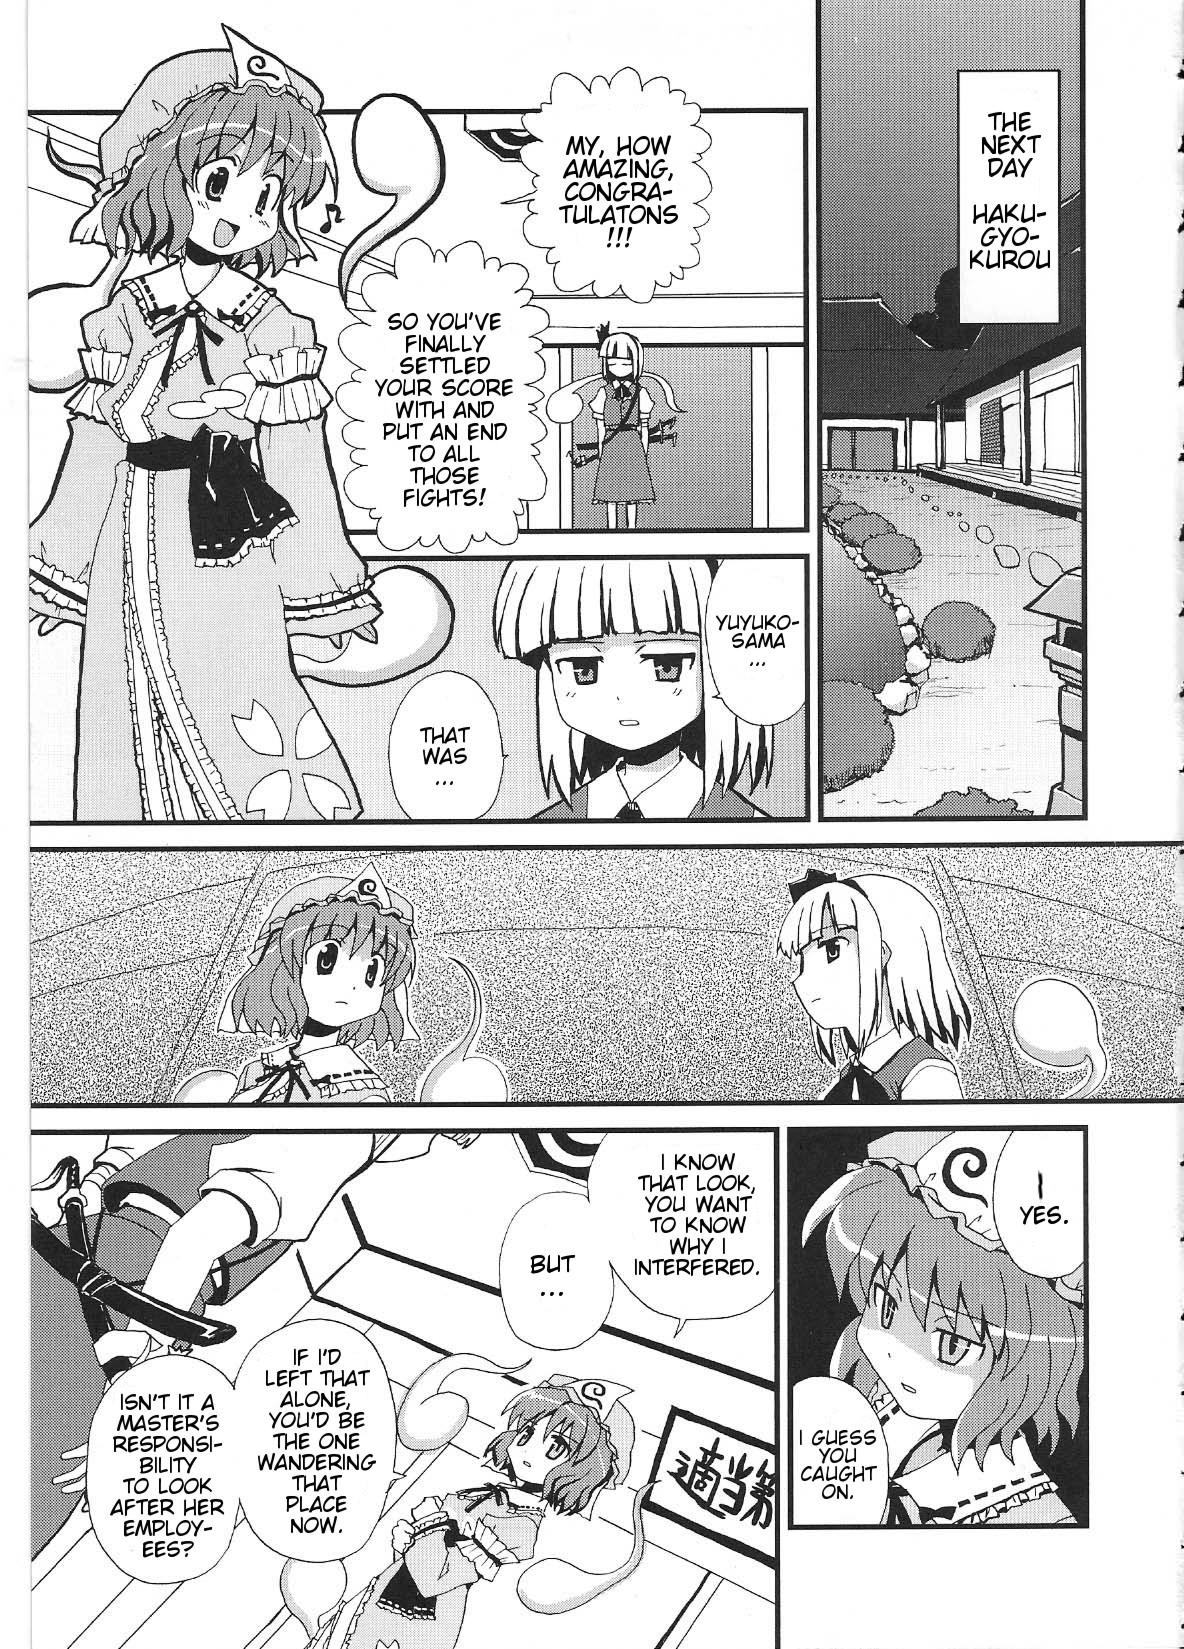 THE
NEXT
DAY
HAKU-
GYO-
KUROU
MY, HOW
AMAZING,
CONGRA-
TULATONS
!!!
SO YOU'VE
FINALLY
SETTLED
YOUR SCORE
WITH AND
PUT AN END
TO ALL
THOSE
FIGHTS!
YUYUKO-
SAMA
...
THAT
WAS
...
I
YES.
I GUESS
YOU
CAUGHT
ON.
I KNOW
THAT LOOK,
YOU WANT
TO KNOW
WHY I
INTERFERED.
BUT
...
IF I'D
LEFT THAT
ALONE,
YOU'D BE
THE ONE
WANDERING
THAT
PLACE
NOW.
ISN'T IT A
MASTER'S
RESPONSI-
BILITY
TO LOOK
AFTER HER
EMPLOY-
EES?
適当第